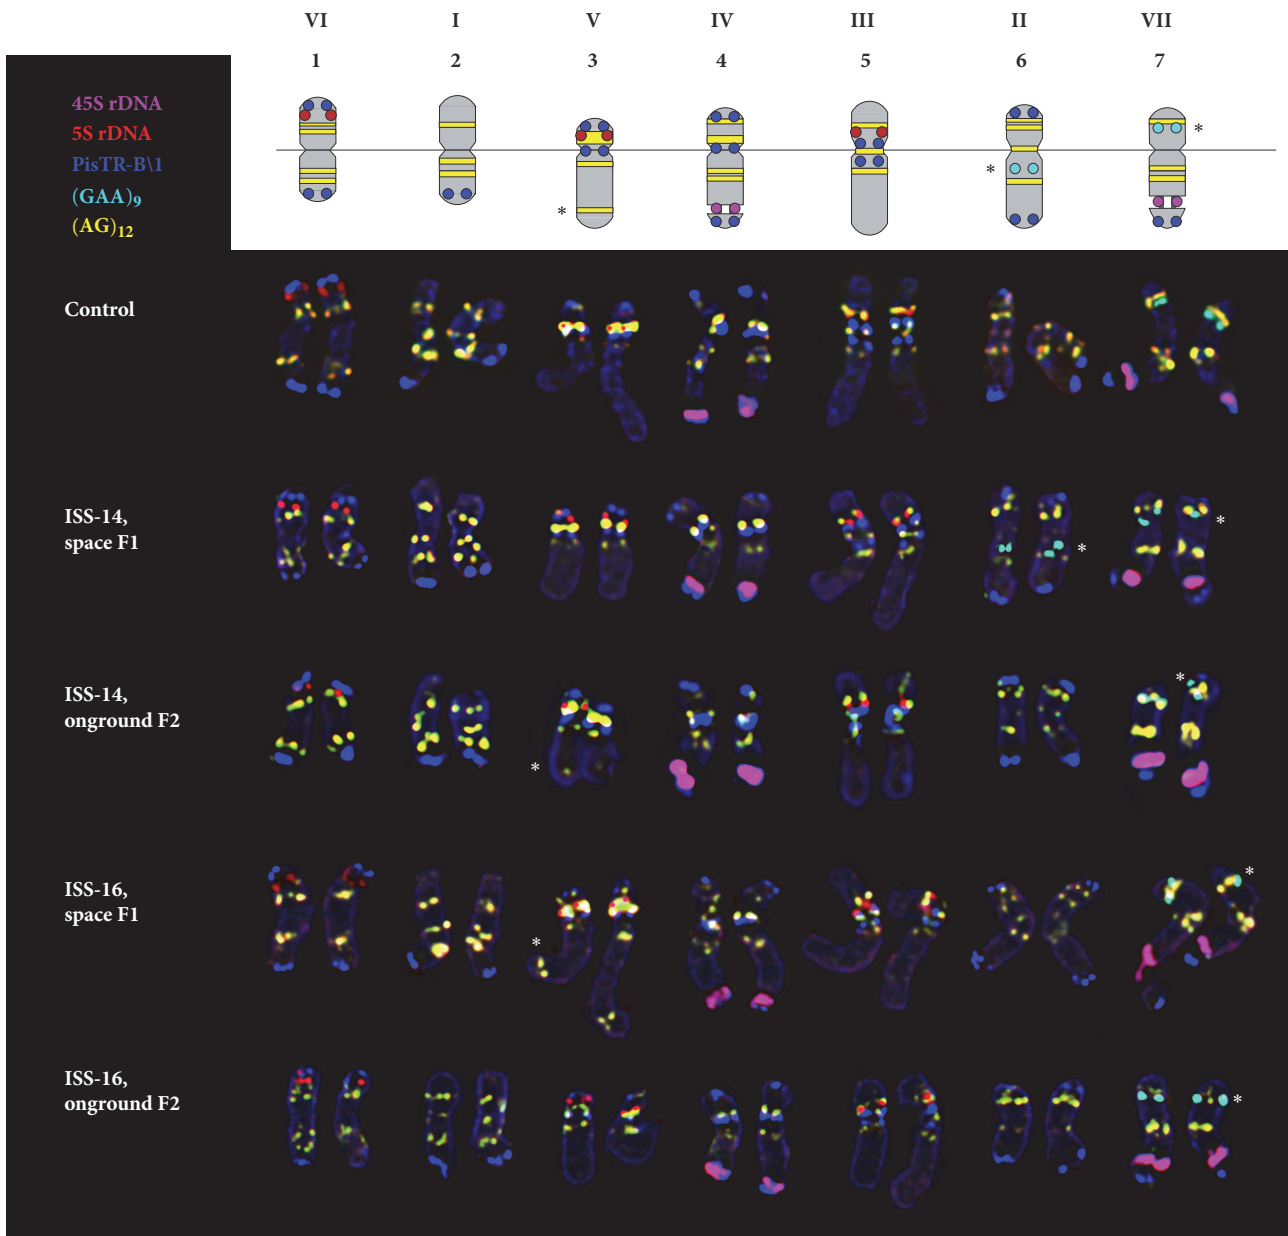 VI I V IV III II VII
1 2 3 4 5 6 7
45S rDNA
5S rDNA
PisTR-B\1
(GAA)9
(AG)12
*
*
*
Control
ISS-14,
space F1
*
*
ISS-14,
onground F2
*
*
ISS-16,
space F1
*
*
ISS-16,
onground F2
*